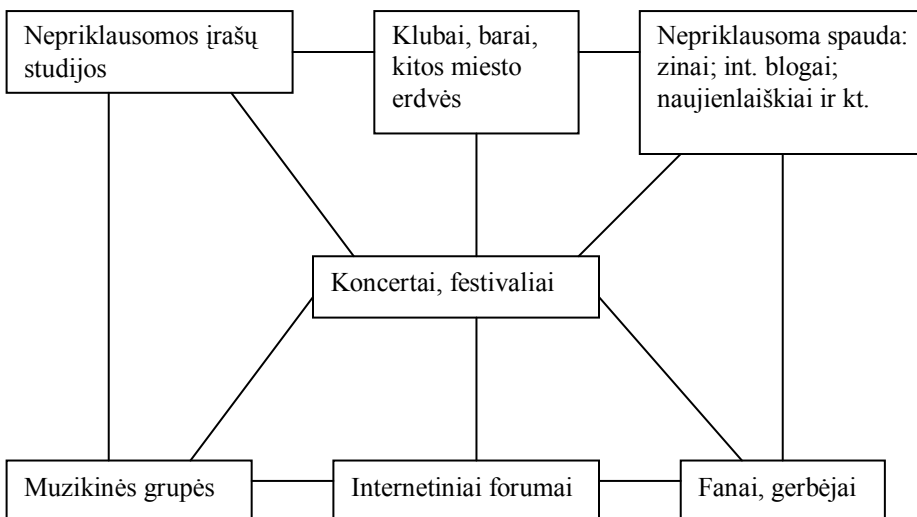 Nepriklausomos įrašų
studijos
Klubai, barai,
kitos miesto
erdvės
Nepriklausoma spauda:
zinai; int. blogai;
naujienlaiškiai ir kt.
Koncertai, festivaliai
Muzikinės grupės
Internetiniai forumai
Fanai, gerbėjai